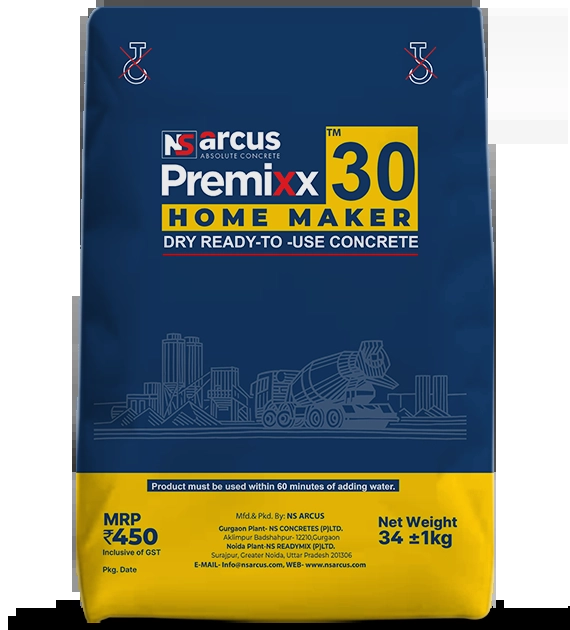 NS arcus
ABSOLUTE CONCRETE
Premixx 30 ™
HOME MAKER
DRY READY-TO -USE CONCRETE
Product must be used within 60 minutes of adding water.
MRP
₹450
Inclusive of GST
Pkg. Date
Mfd.& Pkd. By: NS ARCUS
Gurgaon Plant- NS CONCRETES (P)LTD.
Aklimpur Badshahpur- 12210,Gurgaon
Noida Plant-NS READYMIX (P)LTD.
Surajpur, Greater Noida, Uttar Pradesh 201306
E-MAIL- Info@nsarcus.com, WEB- www.nsarcus.com
Net Weight
34 ±1kg